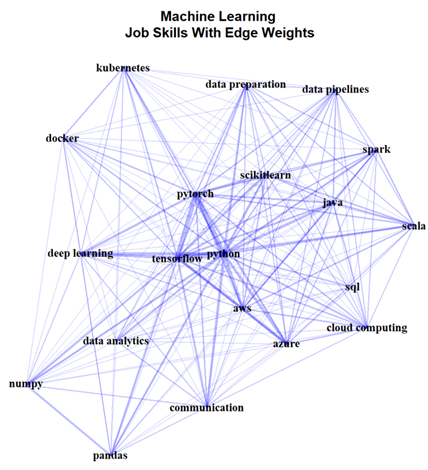 Machine Learning
Job Skills With Edge Weights
kubernetes
data preparation
data pipelines
docker
spark
scikitlearn
pytorch
java
scala
deep learning
tensorflow
python
sql
aws
cloud computing
data analytics
azure
numpy
communication
pandas